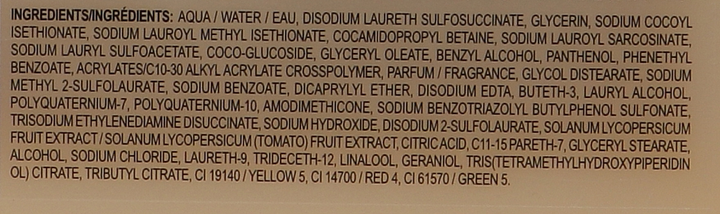 INGREDIENTS/INGRÉDIENTS: AQUA / WATER / EAU, DISODIUM LAURETH SULFOSUCCINATE, GLYCERIN, SODIUM COCOYL
ISETHIONATE, SODIUM LAUROYL METHYL ISETHIONATE, COCAMIDOPROPYL BETAINE, SODIUM LAUROYL SARCOSINATE,
SODIUM LAURYL SULFOACETATE, COCO-GLUCOSIDE, GLYCERYL OLEATE, BENZYL ALCOHOL, PANTHENOL, PHENETHYL
BENZOATE, ACRYLATES/C10-30 ALKYL ACRYLATE CROSSPOLYMER, PARFUM / FRAGRANCE, GLYCOL DISTEARATE, SODIUM
METHYL 2-SULFOLAURATE, SODIUM BENZOATE, DICAPRYLYL ETHER, DISODIUM EDTA, BUTETH-3, LAURYL ALCOHOL,
POLYQUATERNIUM-7, POLYQUATERNIUM-10, AMODIMETHICONE, SODIUM BENZOTRIAZOLYL BUTYLPHENOL SULFONATE,
TRISODIUM ETHYLENEDIAMINE DISUCCINATE, SODIUM HYDROXIDE, DISODIUM 2-SULFOLAURATE, SOLANUM LYCOPERSICUM
FRUIT EXTRACT / SOLANUM LYCOPERSICUM (TOMATO) FRUIT EXTRACT, CITRIC ACID, C11-15 PARETH-7, GLYCERYL STEARATE,
ALCOHOL, SODIUM CHLORIDE, LAURETH-9, TRIDECETH-12, LINALOOL, GERANIOL, TRIS(TETRAMETHYLHYDROXYPIPERIDIN
OL) CITRATE, TRIBUTYL CITRATE, CI 19140 / YELLOW 5, CI 14700 / RED 4, CI 61570 / GREEN 5.